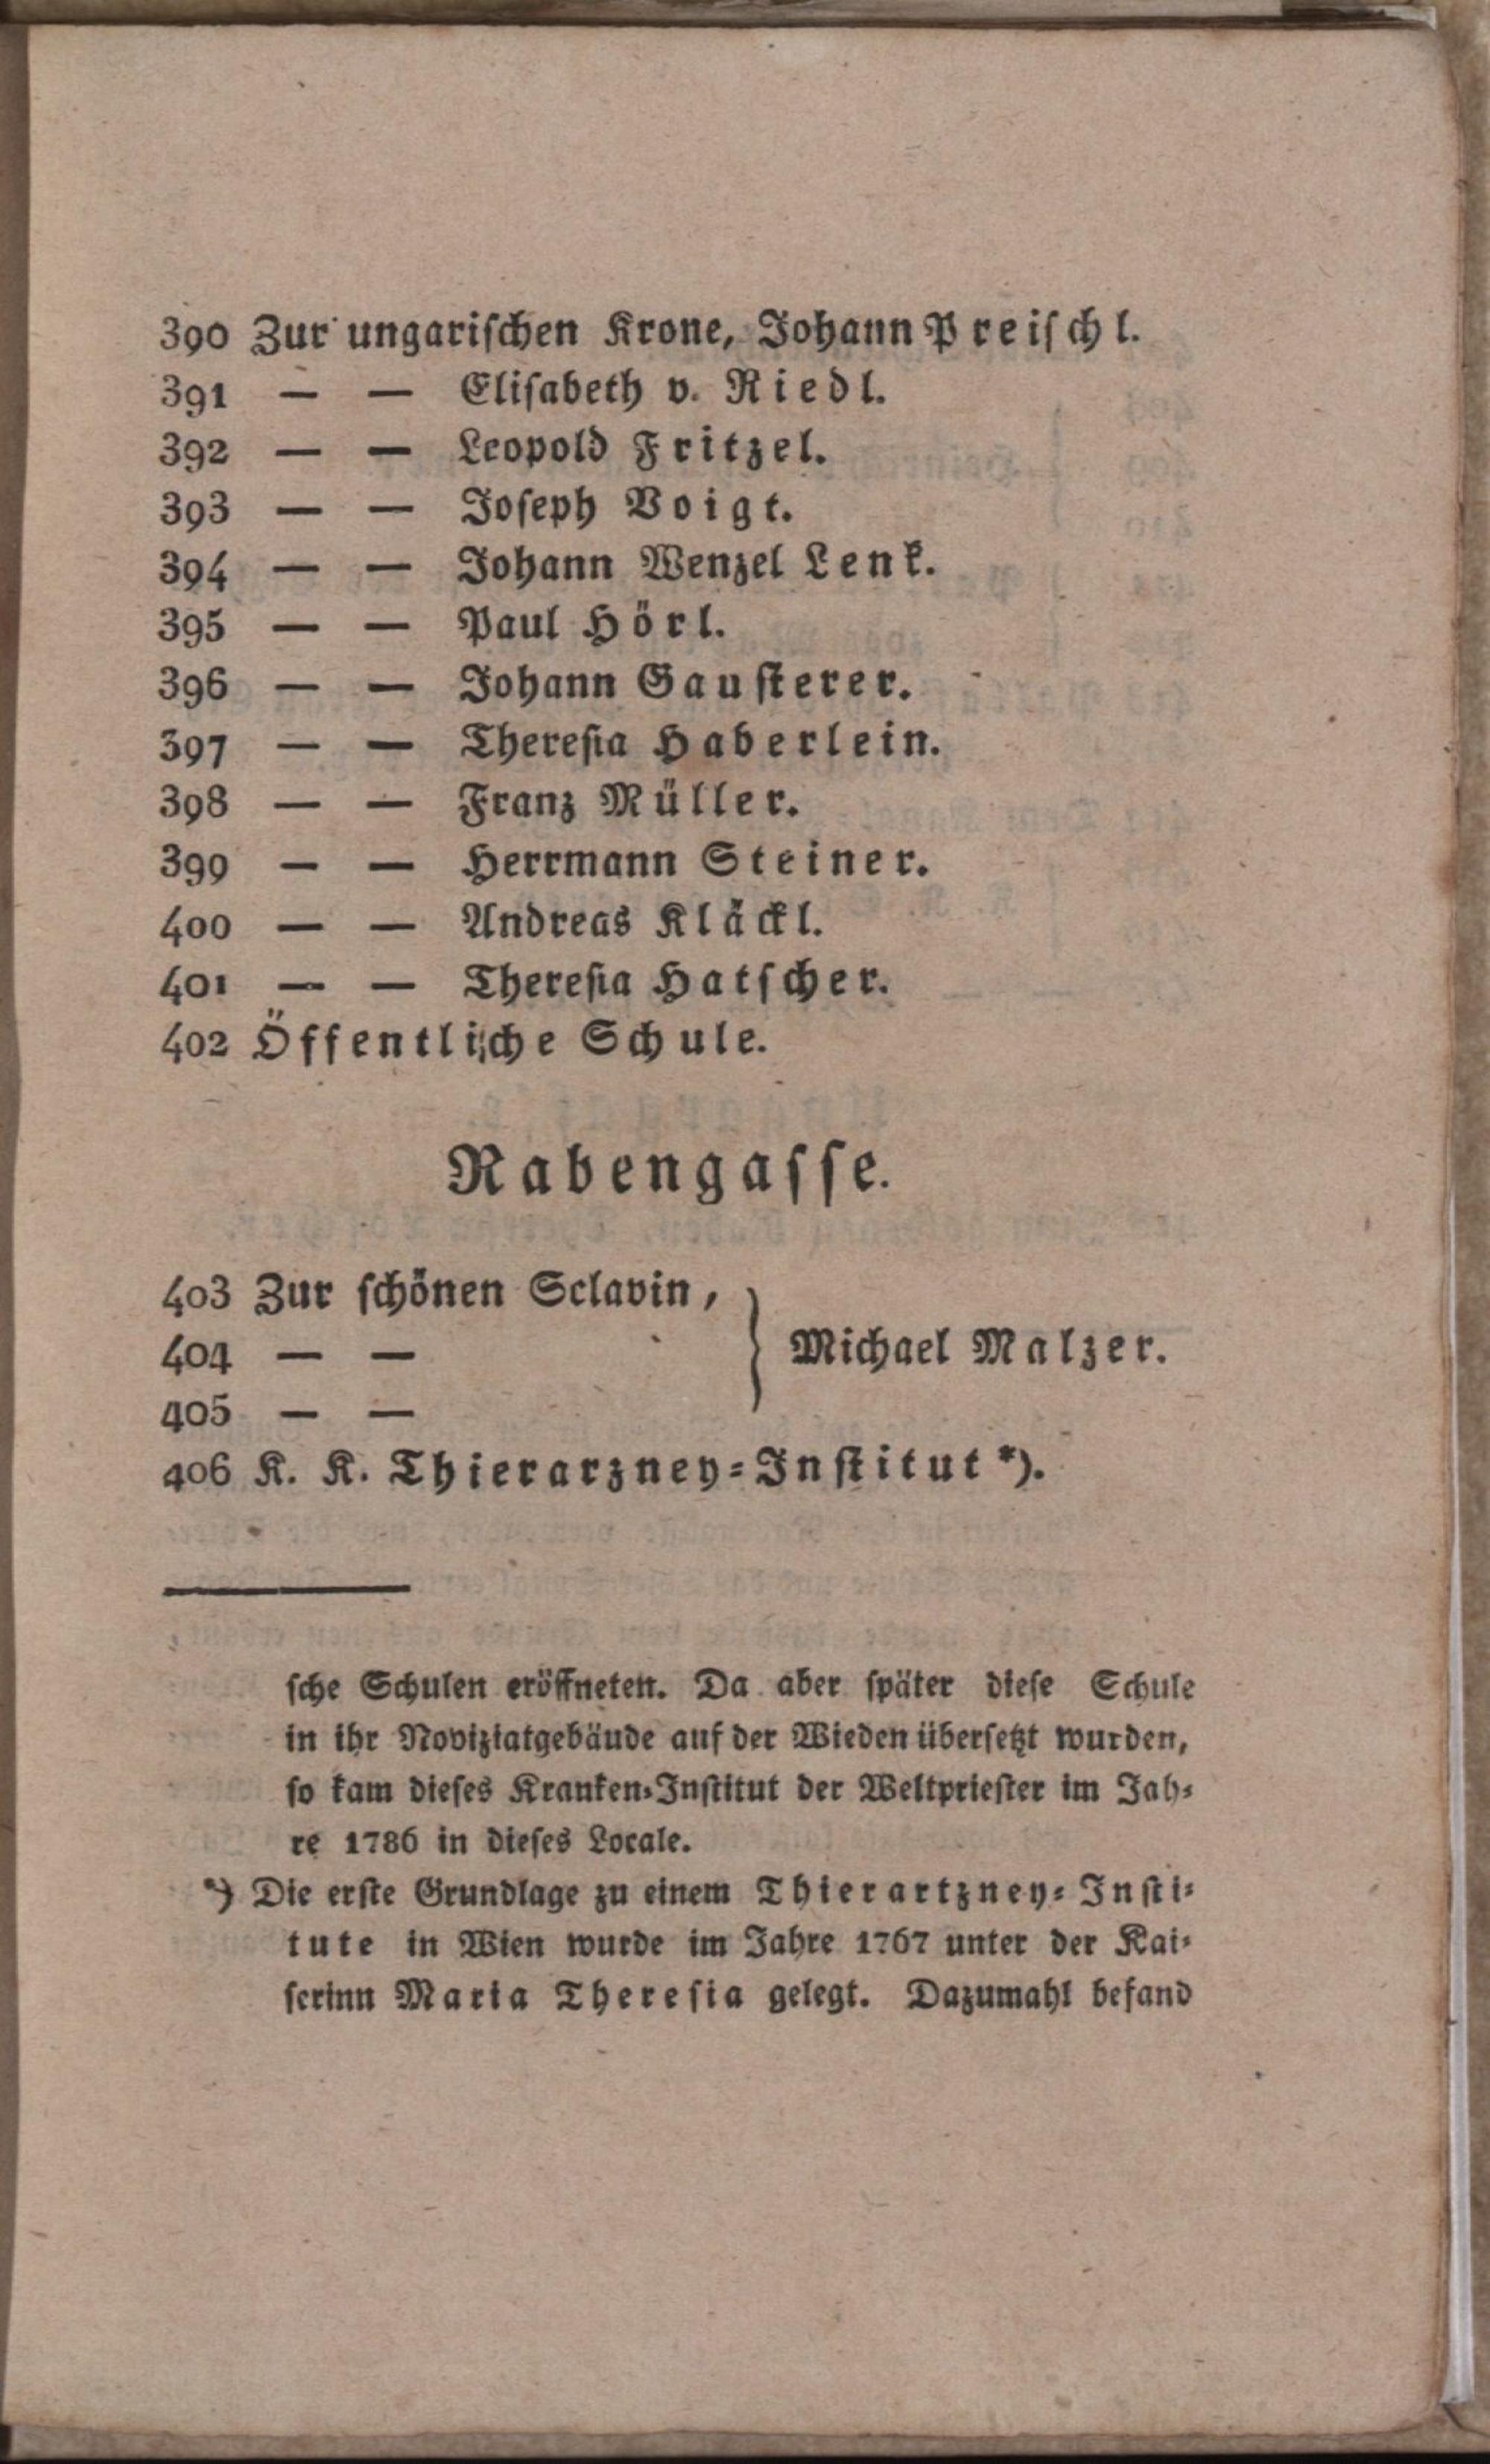 390 Zur ungarischen Krone, Johann Preischl.
391 — — Elisabeth v. Riedl.
392 — — Leopold Fritzel.
393 — — Joseph Voigt.
394 — — Johann Wenzel Lenk.
395 — — Paul Hörl.
396 — — Johann Gausterer.
397 — — Theresia Haberlein.
398 — — Franz Müller.
399 — — Herrmann Steiner.
400 — — Andreas Kläckl.
401 — — Theresia Hatscher.
402 Öffentliche Schule.
Rabengasse.
403 Zur schönen Sclavin,
404 — — } Michael Malzer.
405 — —
406 K. K. Thierarzney-Institut *).
sche Schulen eröffneten. Da aber später diese Schule
in ihr Noviziatgebäude auf der Wieden übersetzt wurden,
so kam dieses Kranken-Institut der Weltpriester im Jah-
re 1786 in dieses Locale.
*) Die erste Grundlage zu einem Thierartzney-Insti-
tute in Wien wurde im Jahre 1767 unter der Kai-
serinn Maria Theresia gelegt. Dazumahl befand